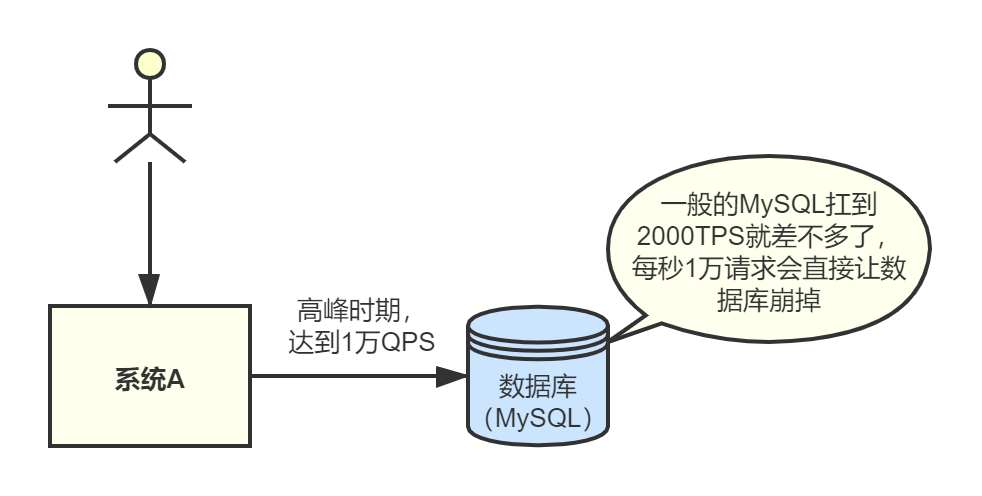 一般的MySQL扛到
2000TPS就差不多了，
每秒1万请求会直接让数
据库崩掉
高峰时期，
达到1万QPS
系统A
数据库
（MySQL）